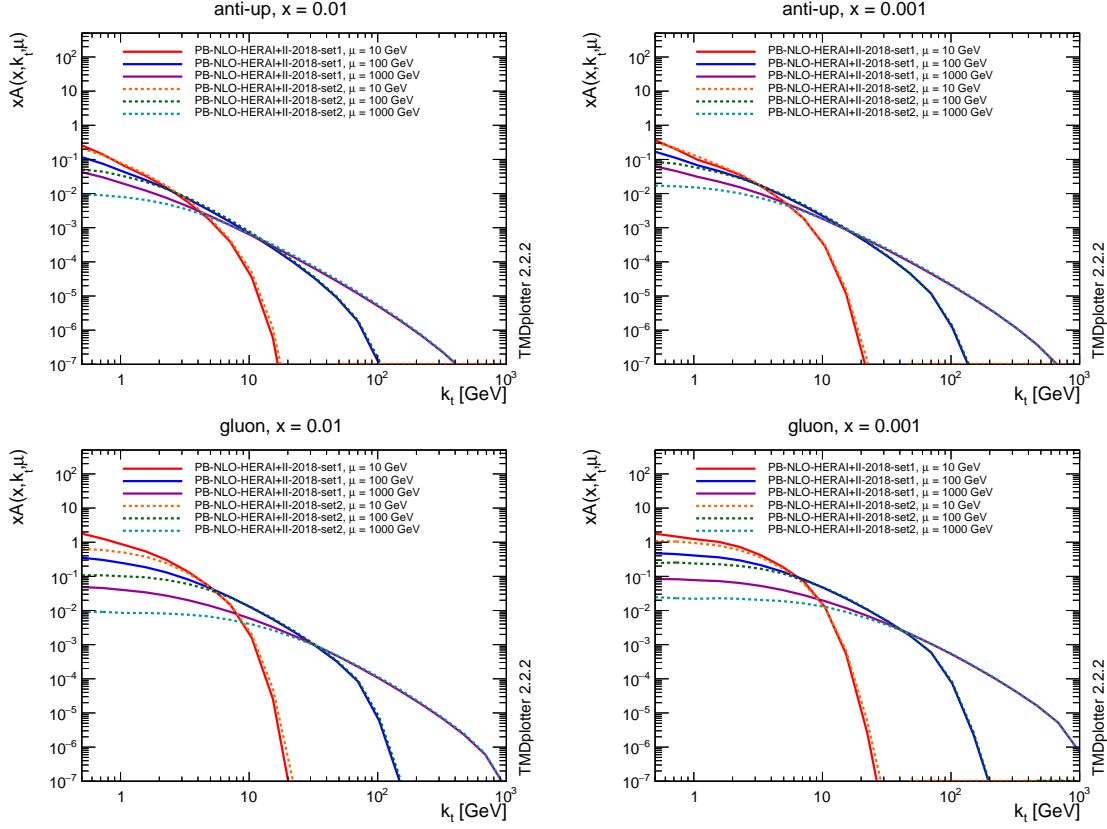 anti-up, x = 0.01
xA(x,k_t,μ)
10^2
10
1
10^−1
10^−2
10^−3
10^−4
10^−5
10^−6
10^−7
PB-NLO-HERAI+II-2018-set1, μ = 10 GeV
PB-NLO-HERAI+II-2018-set1, μ = 100 GeV
PB-NLO-HERAI+II-2018-set1, μ = 1000 GeV
PB-NLO-HERAI+II-2018-set2, μ = 10 GeV
PB-NLO-HERAI+II-2018-set2, μ = 100 GeV
PB-NLO-HERAI+II-2018-set2, μ = 1000 GeV
TMDplotter 2.2.2
1 10 10^2 10^3
k_t [GeV]
anti-up, x = 0.001
xA(x,k_t,μ)
10^2
10
1
10^−1
10^−2
10^−3
10^−4
10^−5
10^−6
10^−7
PB-NLO-HERAI+II-2018-set1, μ = 10 GeV
PB-NLO-HERAI+II-2018-set1, μ = 100 GeV
PB-NLO-HERAI+II-2018-set1, μ = 1000 GeV
PB-NLO-HERAI+II-2018-set2, μ = 10 GeV
PB-NLO-HERAI+II-2018-set2, μ = 100 GeV
PB-NLO-HERAI+II-2018-set2, μ = 1000 GeV
TMDplotter 2.2.2
1 10 10^2 10^3
k_t [GeV]
gluon, x = 0.01
xA(x,k_t,μ)
10^2
10
1
10^−1
10^−2
10^−3
10^−4
10^−5
10^−6
10^−7
PB-NLO-HERAI+II-2018-set1, μ = 10 GeV
PB-NLO-HERAI+II-2018-set1, μ = 100 GeV
PB-NLO-HERAI+II-2018-set1, μ = 1000 GeV
PB-NLO-HERAI+II-2018-set2, μ = 10 GeV
PB-NLO-HERAI+II-2018-set2, μ = 100 GeV
PB-NLO-HERAI+II-2018-set2, μ = 1000 GeV
TMDplotter 2.2.2
1 10 10^2 10^3
k_t [GeV]
gluon, x = 0.001
xA(x,k_t,μ)
10^2
10
1
10^−1
10^−2
10^−3
10^−4
10^−5
10^−6
10^−7
PB-NLO-HERAI+II-2018-set1, μ = 10 GeV
PB-NLO-HERAI+II-2018-set1, μ = 100 GeV
PB-NLO-HERAI+II-2018-set1, μ = 1000 GeV
PB-NLO-HERAI+II-2018-set2, μ = 10 GeV
PB-NLO-HERAI+II-2018-set2, μ = 100 GeV
PB-NLO-HERAI+II-2018-set2, μ = 1000 GeV
TMDplotter 2.2.2
1 10 10^2 10^3
k_t [GeV]